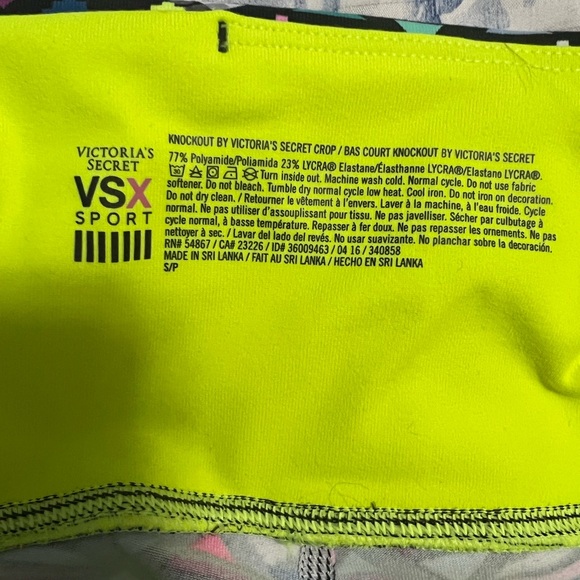 VICTORIA'S
SECRET
VSX
SPORT
KNOCKOUT BY VICTORIA'S SECRET CROP / BAS COURT KNOCKOUT BY VICTORIA'S SECRET
77% Polyamide/Poliamida 23% LYCRA® Elastane/Élasthanne LYCRA®/Elastano LYCRA®.
30 Turn inside out. Machine wash cold. Normal cycle. Do not use fabric
softener. Do not bleach. Tumble dry normal cycle low heat. Cool iron. Do not iron on decoration.
Do not dry clean. / Retourner le vêtement à l'envers. Laver à la machine, à l'eau froide. Cycle
normal. Ne pas utiliser d'assouplissant pour tissu. Ne pas javelliser. Sécher par culbutage à
cycle normal, à basse température. Repasser à fer doux. Ne pas repasser les ornements. Ne pas
nettoyer à sec. / Lavar del lado del revés. No usar suavizante. No planchar sobre la decoración.
RN# 54867 / CA# 23226 / ID# 36009463 / 04 16 / 340858
MADE IN SRI LANKA / FAIT AU SRI LANKA / HECHO EN SRI LANKA
S/P